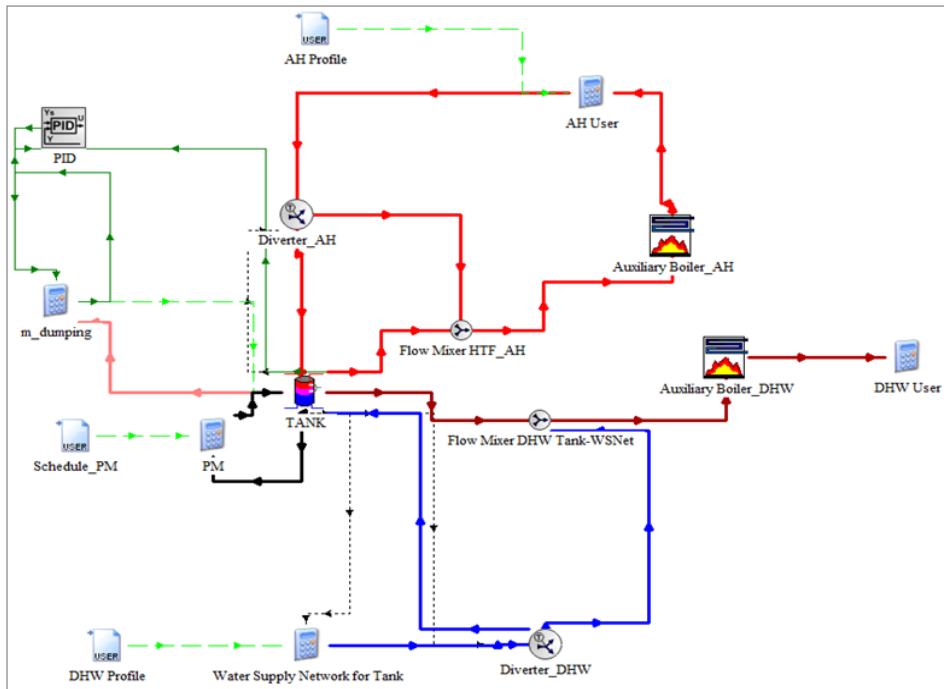 USER
AH Profile
AH User
Ys
U
PID
Y
PID
Diverter_AH
Auxiliary Boiler_AH
m_dumping
Flow Mixer HTF_AH
Auxiliary Boiler_DHW
DHW User
TANK
USER
Schedule_PM
PM
Flow Mixer DHW Tank-WSNet
USER
DHW Profile
Water Supply Network for Tank
Diverter_DHW